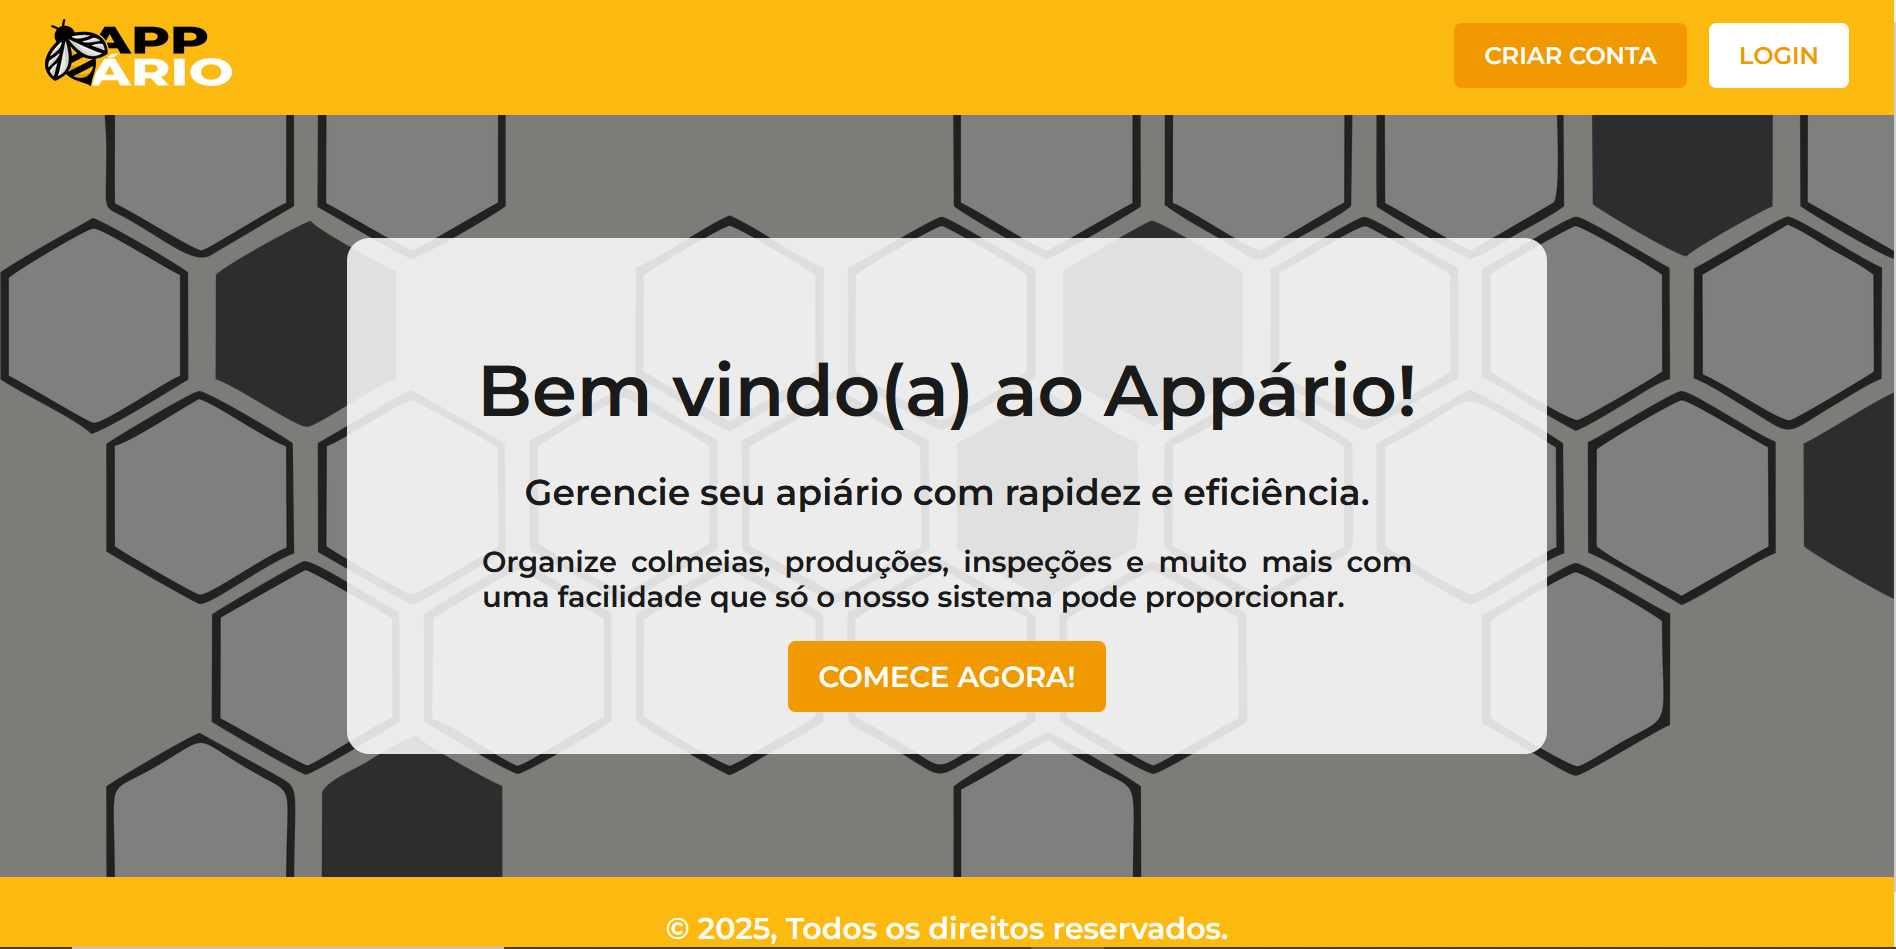 APP
ÁRIO
CRIAR CONTA
LOGIN
Bem vindo(a) ao Appário!
Gerencie seu apiário com rapidez e eficiência.
Organize colmeias, produções, inspeções e muito mais com
uma facilidade que só o nosso sistema pode proporcionar.
COMECE AGORA!
© 2025, Todos os direitos reservados.